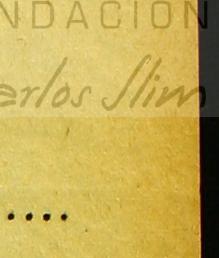 NDACION
arlos Slim
....